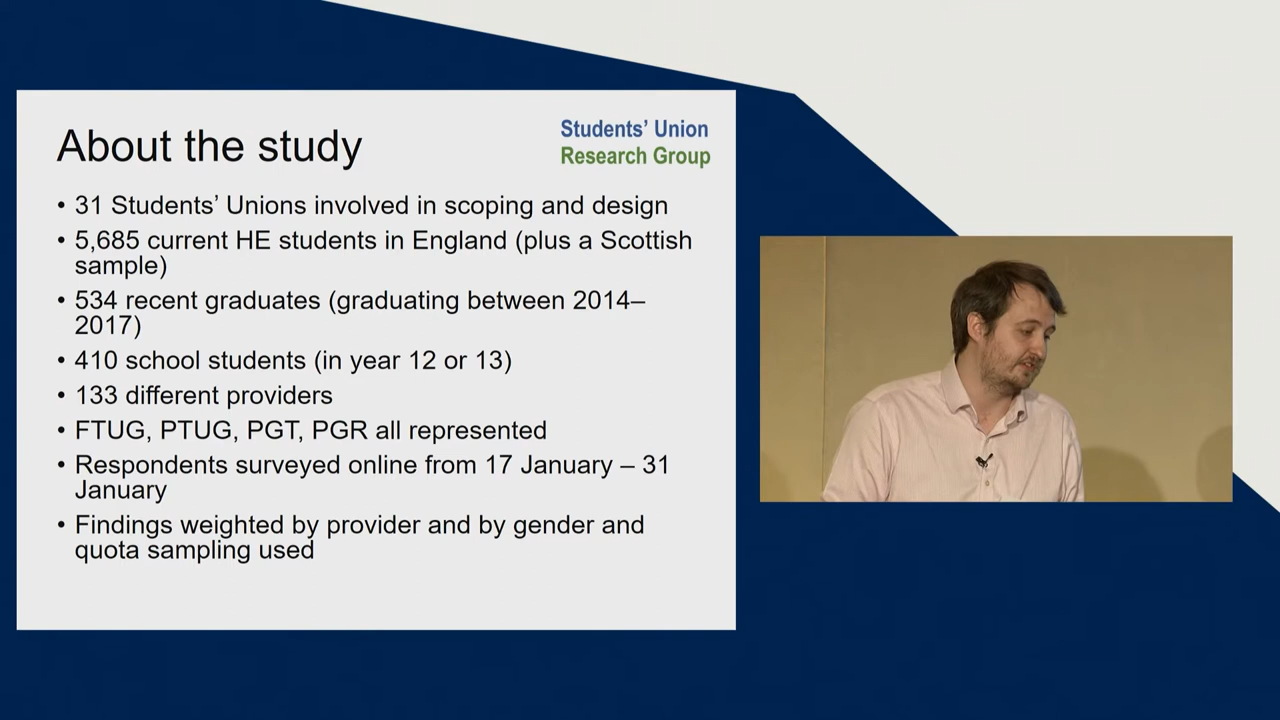 About the study
Students’ Union
Research Group
• 31 Students’ Unions involved in scoping and design
• 5,685 current HE students in England (plus a Scottish
sample)
• 534 recent graduates (graduating between 2014–
2017)
• 410 school students (in year 12 or 13)
• 133 different providers
• FTUG, PTUG, PGT, PGR all represented
• Respondents surveyed online from 17 January – 31
January
• Findings weighted by provider and by gender and
quota sampling used